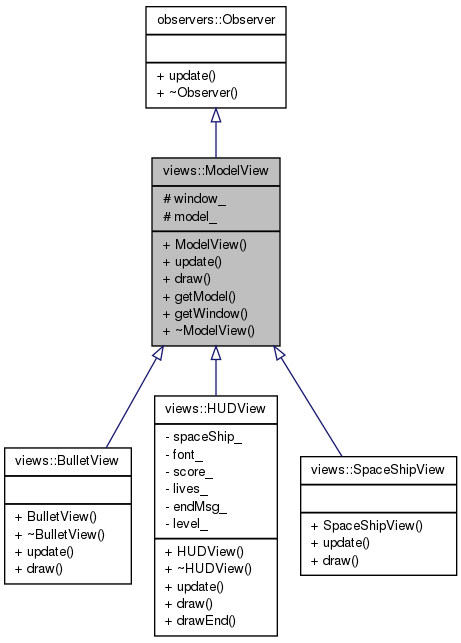 observers::Observer
+ update()
+ ~Observer()
views::ModelView
# window_
# model_
+ ModelView()
+ update()
+ draw()
+ getModel()
+ getWindow()
+ ~ModelView()
views::BulletView
+ BulletView()
+ ~BulletView()
+ update()
+ draw()
views::HUDView
- spaceShip_
- font_
- score_
- lives_
- endMsg_
- level_
+ HUDView()
+ ~HUDView()
+ update()
+ draw()
+ drawEnd()
views::SpaceShipView
+ SpaceShipView()
+ update()
+ draw()